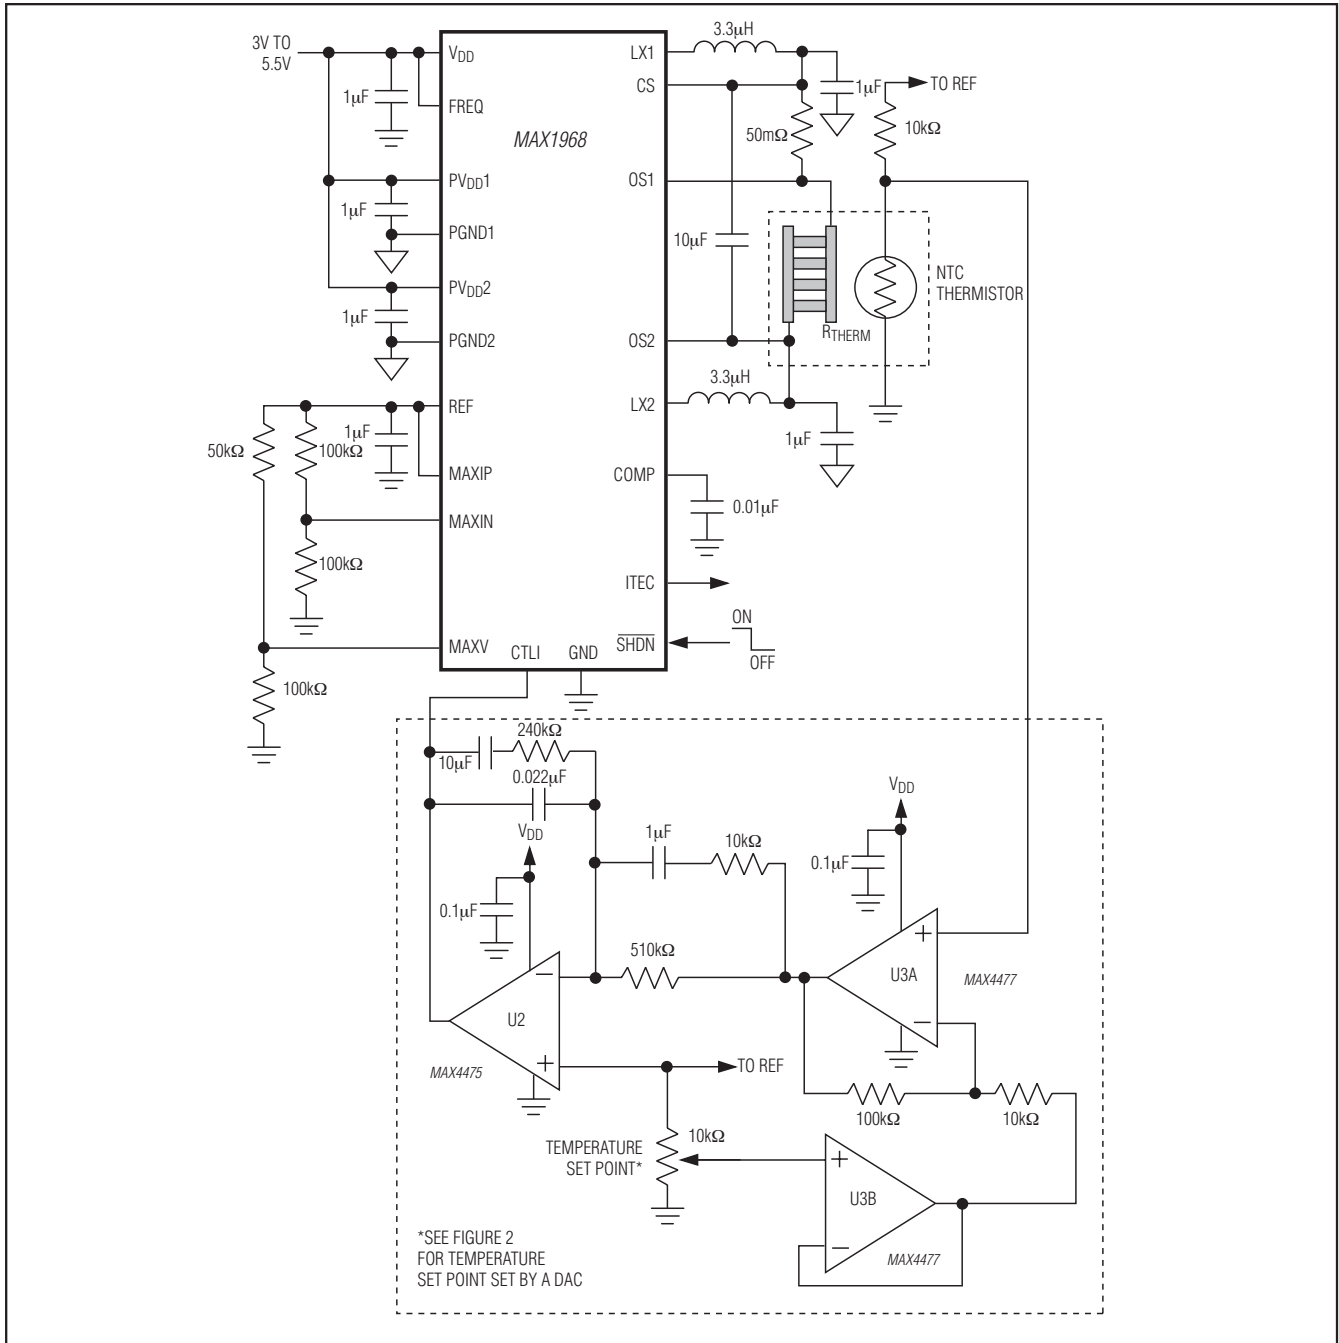 3V TO
5.5V
VDD
FREQ
1µF
MAX1968
PVDD1
1µF
PGND1
PVDD2
1µF
PGND2
REF
1µF
50kΩ
100kΩ
MAXIP
MAXIN
100kΩ
MAXV
100kΩ
CTLI
GND
LX1
3.3µH
CS
1µF
TO REF
50mΩ
10kΩ
OS1
10µF
NTC
THERMISTOR
RTHERM
OS2
3.3µH
LX2
1µF
COMP
0.01µF
ITEC
SHDN
ON
OFF
240kΩ
10µF
0.022µF
VDD
0.1µF
1µF
10kΩ
VDD
0.1µF
510kΩ
+
−
U3A
MAX4477
−
+
U2
MAX4475
TO REF
100kΩ
10kΩ
10kΩ
TEMPERATURE
SET POINT*
+
−
U3B
MAX4477
*SEE FIGURE 2
FOR TEMPERATURE
SET POINT SET BY A DAC